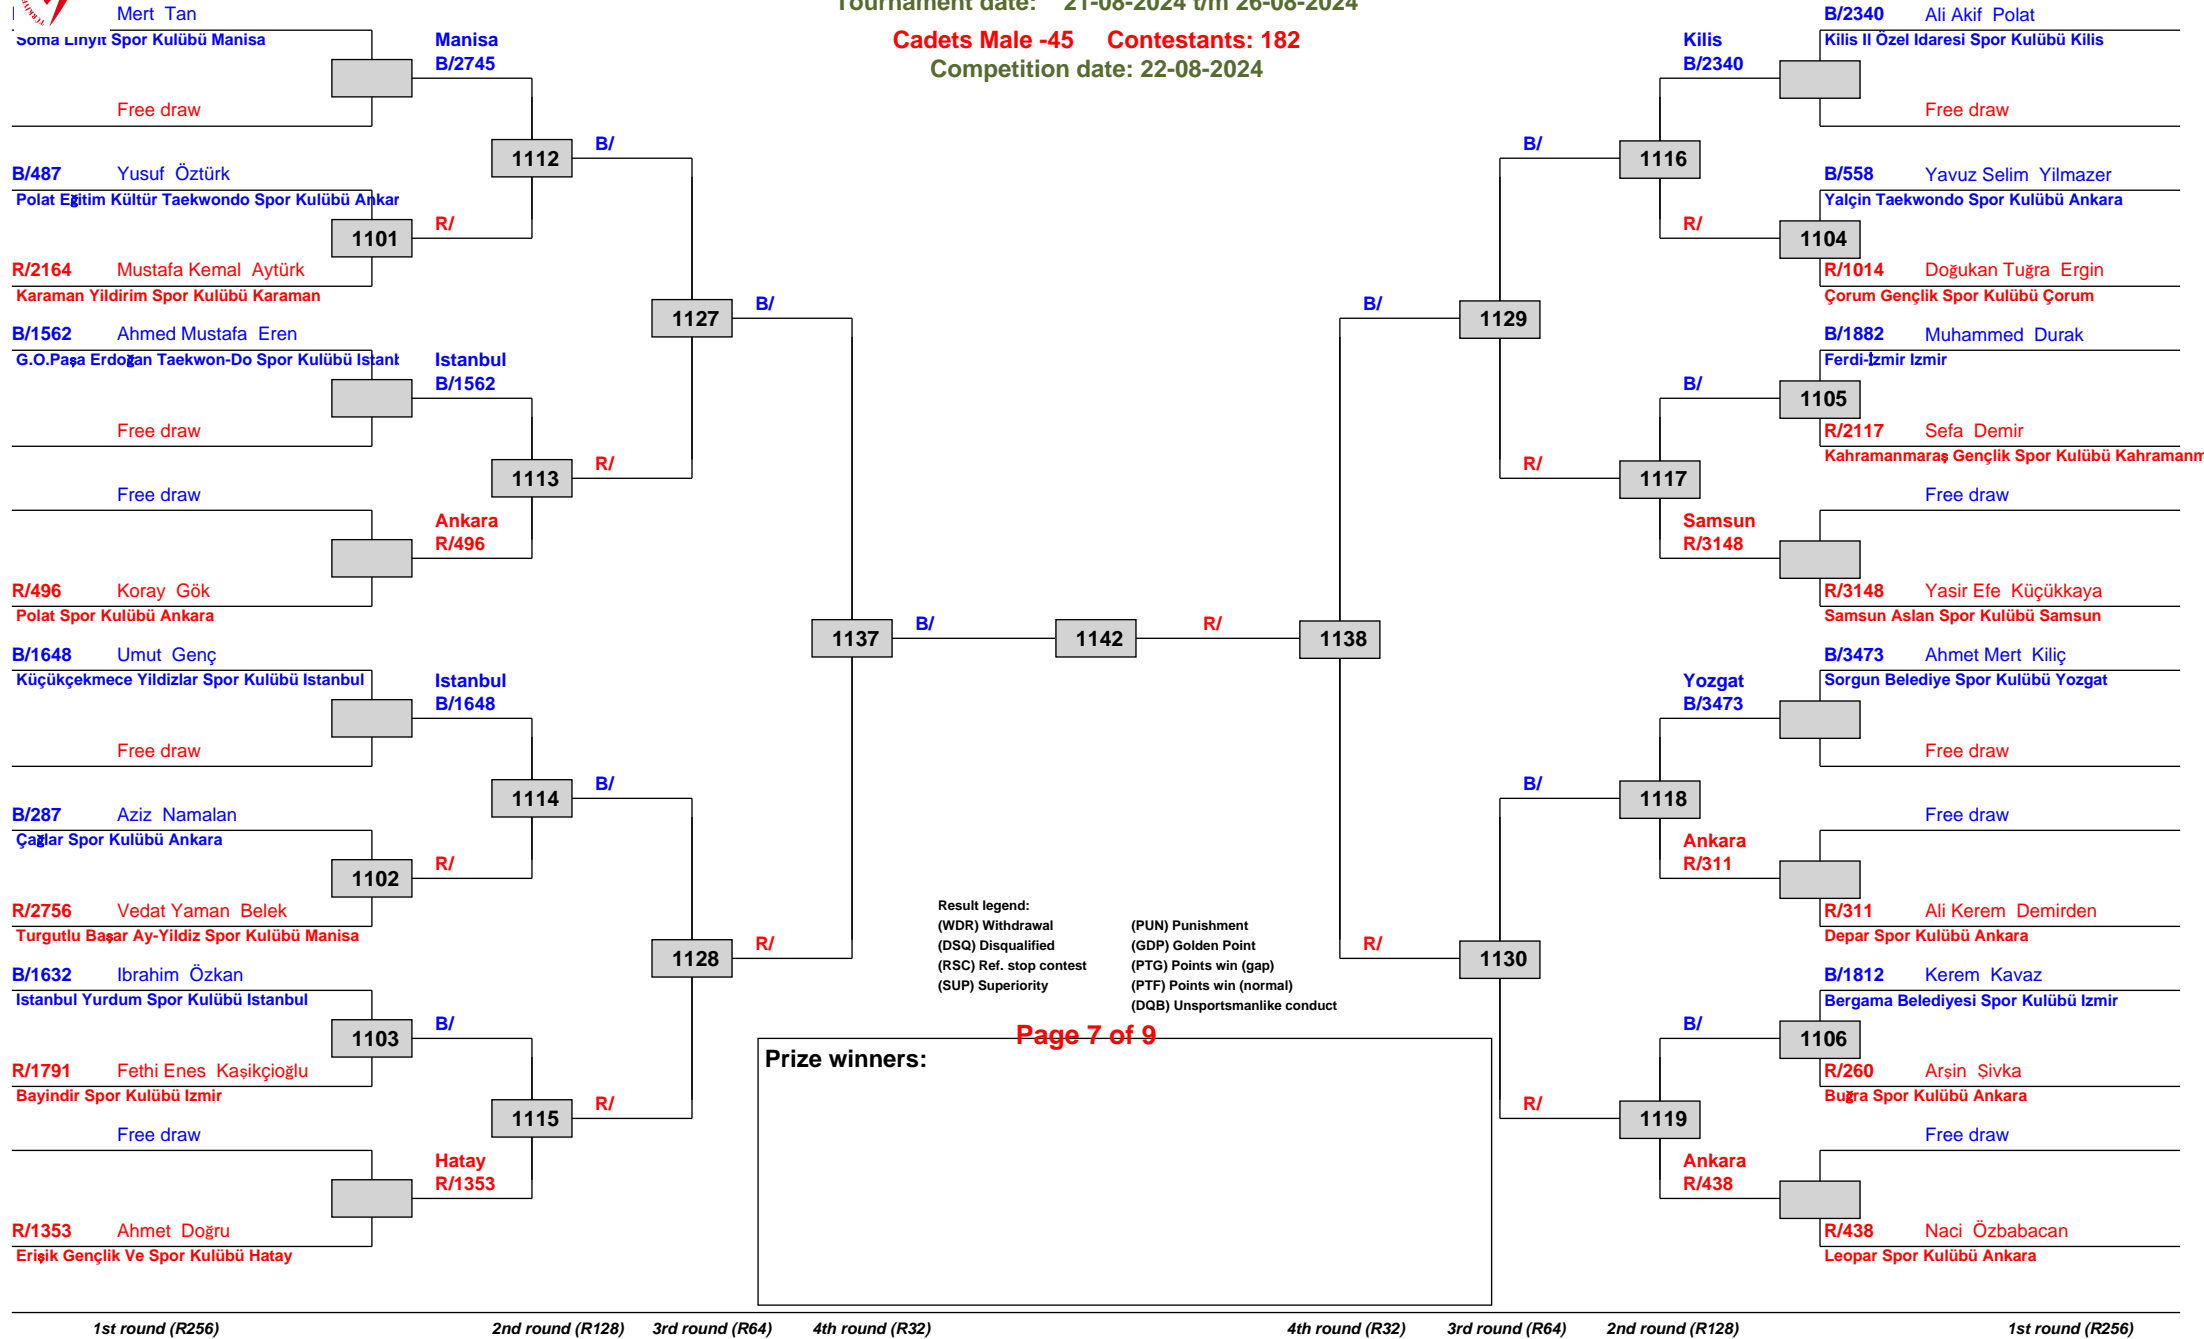 Tournament date: 21-08-2024 t/m 26-08-2024
Cadets Male -45 Contestants: 182
Competition date: 22-08-2024
Mert Tan
Soma Linyit Spor Kulübü Manisa
Manisa
B/2745
Free draw
1112
B/
B/487 Yusuf Öztürk
Polat Eğitim Kültür Taekwondo Spor Kulübü Ankar
1101
R/
R/2164 Mustafa Kemal Aytürk
Karaman Yildirim Spor Kulübü Karaman
1127
B/
B/1562 Ahmed Mustafa Eren
G.O.Paşa Erdoğan Taekwon-Do Spor Kulübü Istanb
Istanbul
B/1562
Free draw
1113
R/
Free draw
Ankara
R/496
R/496 Koray Gök
Polat Spor Kulübü Ankara
1137
B/
1142
R/
1138
B/1648 Umut Genç
Küçükçekmece Yildizlar Spor Kulübü Istanbul
Istanbul
B/1648
Free draw
1114
B/
B/287 Aziz Namalan
Çağlar Spor Kulübü Ankara
1102
R/
R/2756 Vedat Yaman Belek
Turgutlu Başar Ay-Yildiz Spor Kulübü Manisa
1128
R/
B/1632 Ibrahim Özkan
Istanbul Yurdum Spor Kulübü Istanbul
1103
B/
R/1791 Fethi Enes Kaşikçioğlu
Bayindir Spor Kulübü Izmir
1115
R/
Free draw
Hatay
R/1353
R/1353 Ahmet Doğru
Erişik Gençlik Ve Spor Kulübü Hatay
B/2340 Ali Akif Polat
Kilis Il Özel Idaresi Spor Kulübü Kilis
Kilis
B/2340
Free draw
B/
1116
B/558 Yavuz Selim Yilmazer
Yalçin Taekwondo Spor Kulübü Ankara
R/
1104
R/1014 Doğukan Tuğra Ergin
Çorum Gençlik Spor Kulübü Çorum
B/
1129
B/1882 Muhammed Durak
Ferdi-İzmir Izmir
B/
1105
R/2117 Sefa Demir
Kahramanmaraş Gençlik Spor Kulübü Kahramanm
R/
1117
Free draw
Samsun
R/3148
R/3148 Yasir Efe Küçükkaya
Samsun Aslan Spor Kulübü Samsun
B/3473 Ahmet Mert Kiliç
Sorgun Belediye Spor Kulübü Yozgat
Yozgat
B/3473
Free draw
B/
1118
Free draw
Ankara
R/311
R/311 Ali Kerem Demirden
Depar Spor Kulübü Ankara
R/
1130
B/1812 Kerem Kavaz
Bergama Belediyesi Spor Kulübü Izmir
B/
1106
R/260 Arşin Şivka
Buğra Spor Kulübü Ankara
R/
1119
Free draw
Ankara
R/438
R/438 Naci Özbabacan
Leopar Spor Kulübü Ankara
Result legend:
(WDR) Withdrawal (PUN) Punishment
(DSQ) Disqualified (GDP) Golden Point
(RSC) Ref. stop contest (PTG) Points win (gap)
(SUP) Superiority (PTF) Points win (normal)
(DQB) Unsportsmanlike conduct
Page 7 of 9
Prize winners:
1st round (R256) 2nd round (R128) 3rd round (R64) 4th round (R32) 4th round (R32) 3rd round (R64) 2nd round (R128) 1st round (R256)